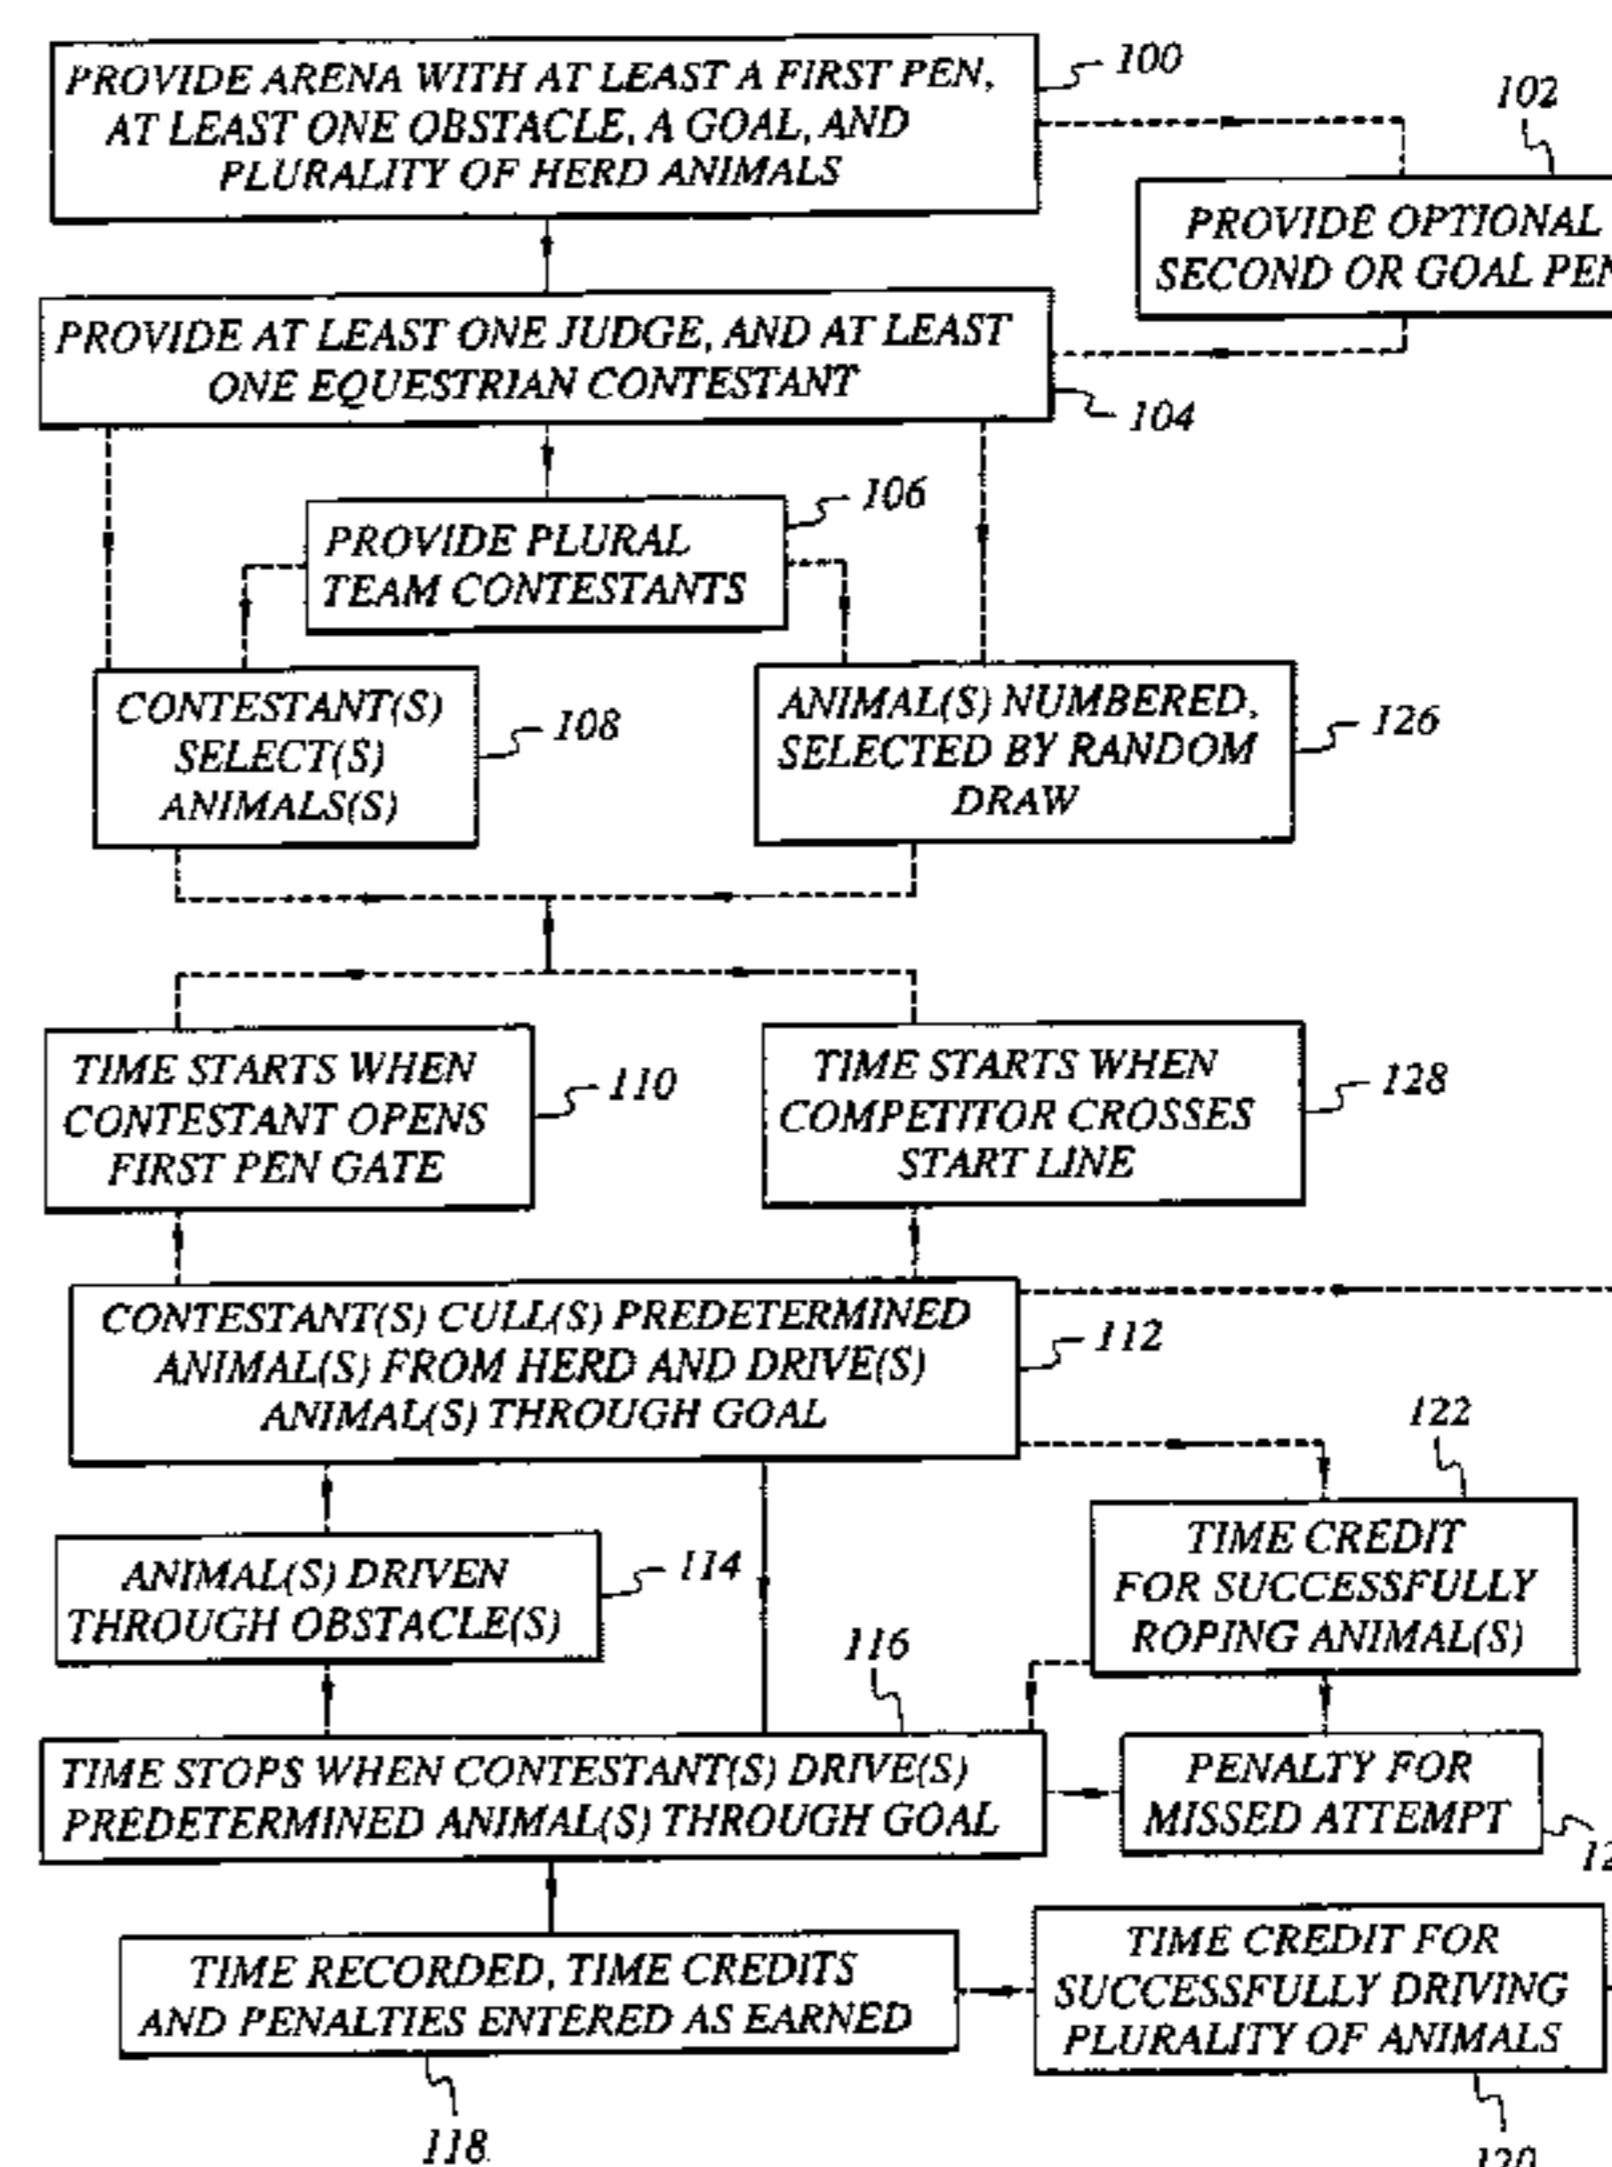 PROVIDE ARENA WITH AT LEAST A FIRST PEN,
AT LEAST ONE OBSTACLE, A GOAL, AND
PLURALITY OF HERD ANIMALS
100
102
PROVIDE OPTIONAL
SECOND OR GOAL PEN
PROVIDE AT LEAST ONE JUDGE, AND AT LEAST
ONE EQUESTRIAN CONTESTANT
104
106
PROVIDE PLURAL
TEAM CONTESTANTS
CONTESTANT(S)
SELECT(S)
ANIMALS(S)
108
ANIMAL(S) NUMBERED,
SELECTED BY RANDOM
DRAW
126
TIME STARTS WHEN
CONTESTANT OPENS
FIRST PEN GATE
110
TIME STARTS WHEN
COMPETITOR CROSSES
START LINE
128
CONTESTANT(S) CULL(S) PREDETERMINED
ANIMAL(S) FROM HERD AND DRIVE(S)
ANIMAL(S) THROUGH GOAL
112
122
TIME CREDIT
FOR SUCCESSFULLY
ROPING ANIMAL(S)
ANIMAL(S) DRIVEN
THROUGH OBSTACLE(S)
114
116
TIME STOPS WHEN CONTESTANT(S) DRIVE(S)
PREDETERMINED ANIMAL(S) THROUGH GOAL
PENALTY FOR
MISSED ATTEMPT
TIME RECORDED, TIME CREDITS
AND PENALTIES ENTERED AS EARNED
118
TIME CREDIT FOR
SUCCESSFULLY DRIVING
PLURALITY OF ANIMALS
120